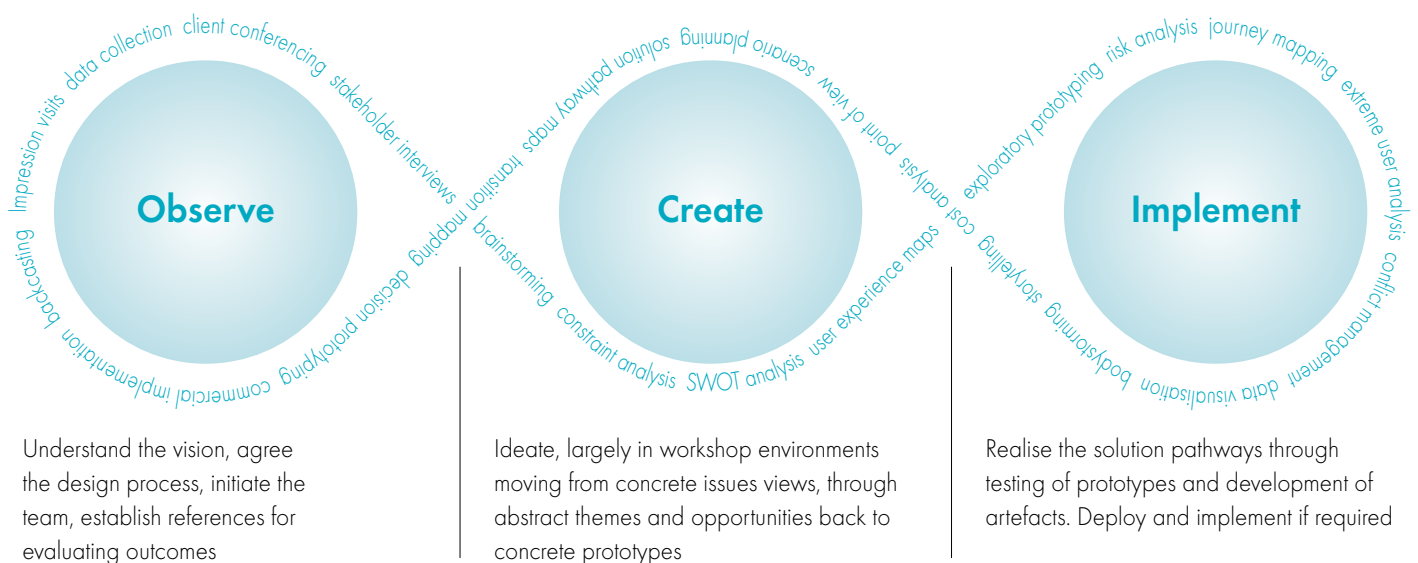 Impression visits data collection client conferencing stakeholder interviews
brainstorming constraint analysis SWOT analysis user experience maps
exploratory prototyping risk analysis journey mapping extreme user analysis conflict management data visualisation bodystorming storytelling
cost analysis point of view scenario planning solution pathway maps transition mapping
decision prototyping commercial implementation backcasting
Observe
Create
Implement
Understand the vision, agree
the design process, initiate the
team, establish references for
evaluating outcomes
Ideate, largely in workshop environments
moving from concrete issues views, through
abstract themes and opportunities back to
concrete prototypes
Realise the solution pathways through
testing of prototypes and development of
artefacts. Deploy and implement if required